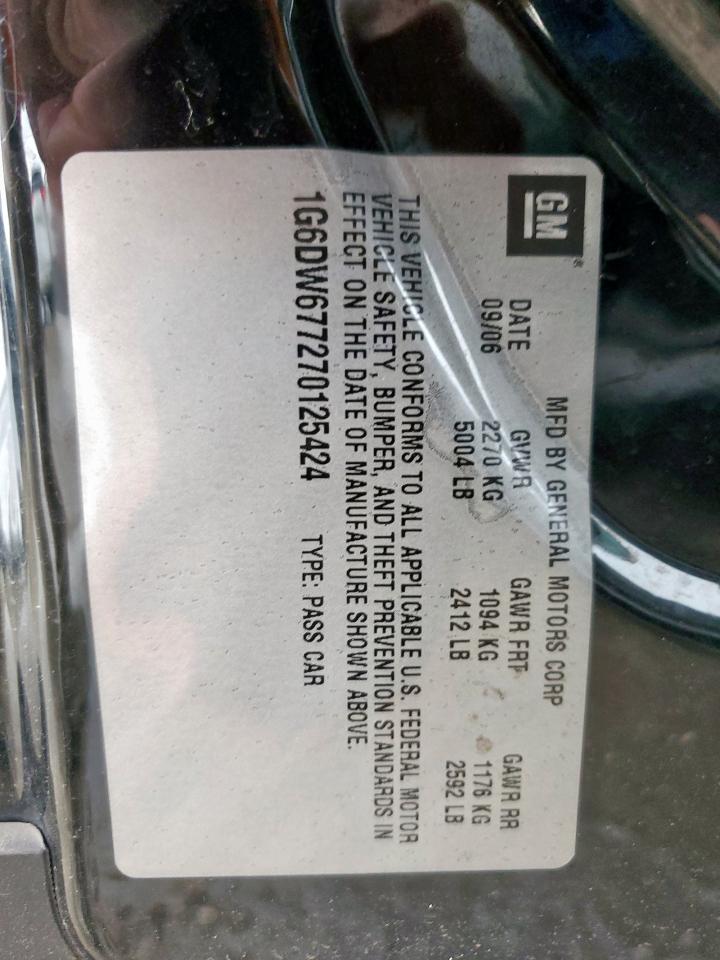 GM®
MFD BY GENERAL MOTORS CORP
DATE GVWR GAWR FRT GAWR RR
09/06 2270 KG 1094 KG 1176 KG
5004 LB 2412 LB 2592 LB
THIS VEHICLE CONFORMS TO ALL APPLICABLE U.S. FEDERAL MOTOR
VEHICLE SAFETY, BUMPER, AND THEFT PREVENTION STANDARDS IN
EFFECT ON THE DATE OF MANUFACTURE SHOWN ABOVE.
1G6DW677270125424 TYPE: PASS CAR